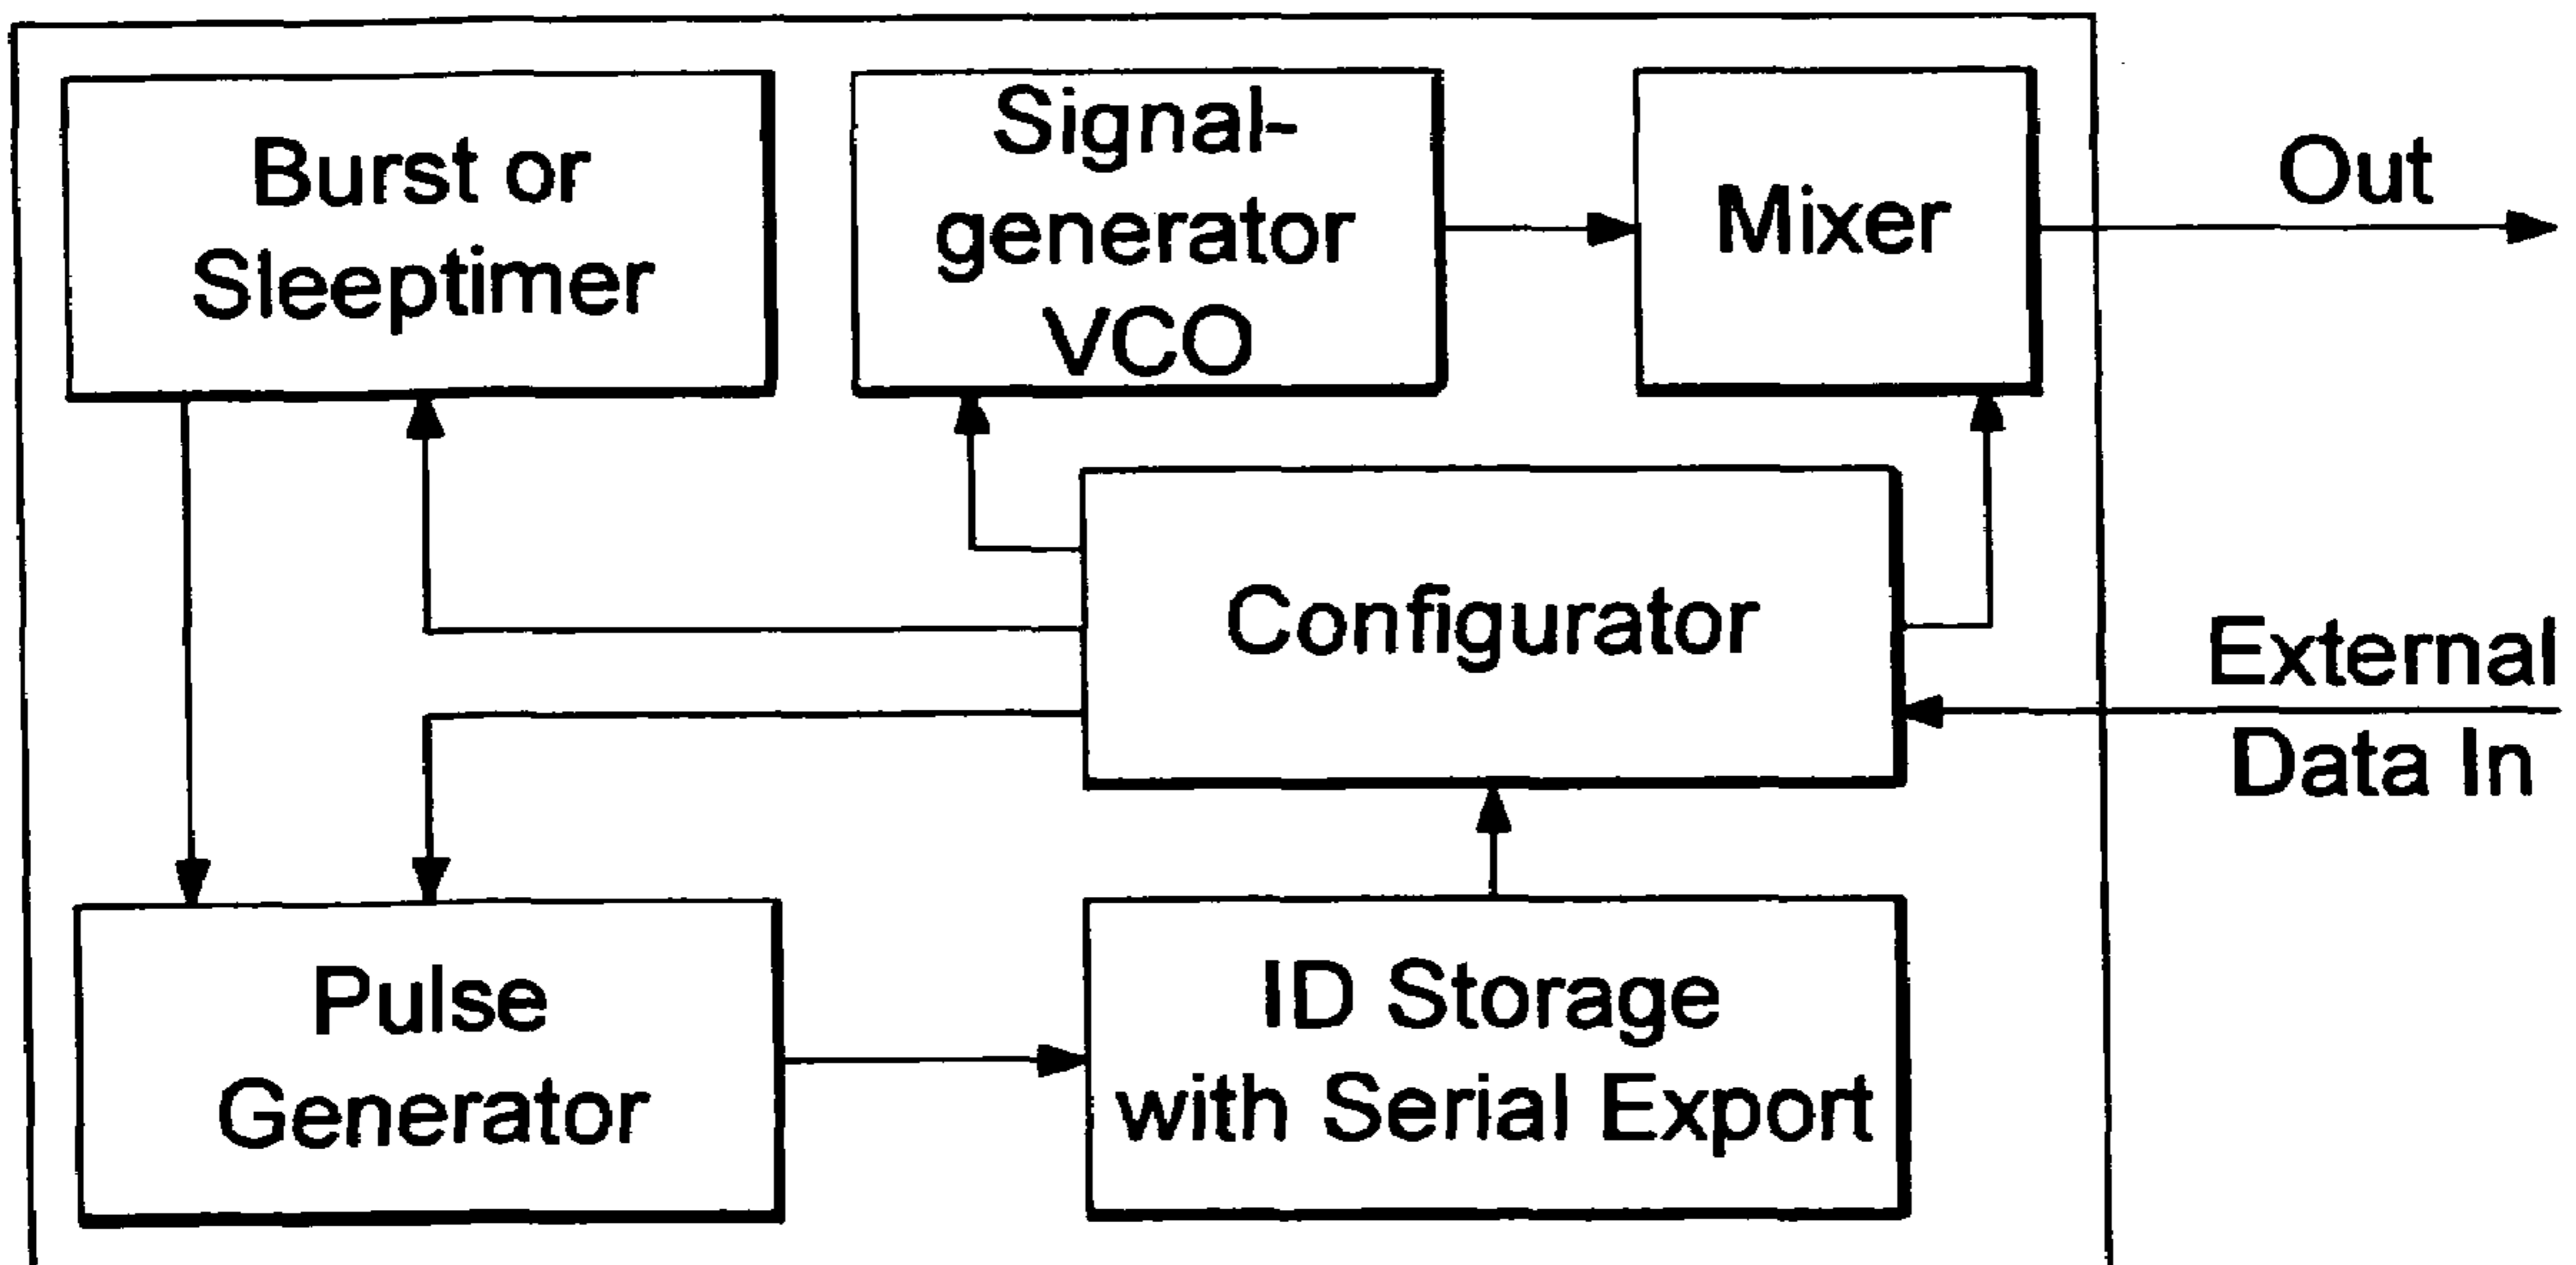 Burst or
Sleeptimer
Signal-
generator
VCO
Mixer
Out
Configurator
External
Data In
Pulse
Generator
ID Storage
with Serial Export